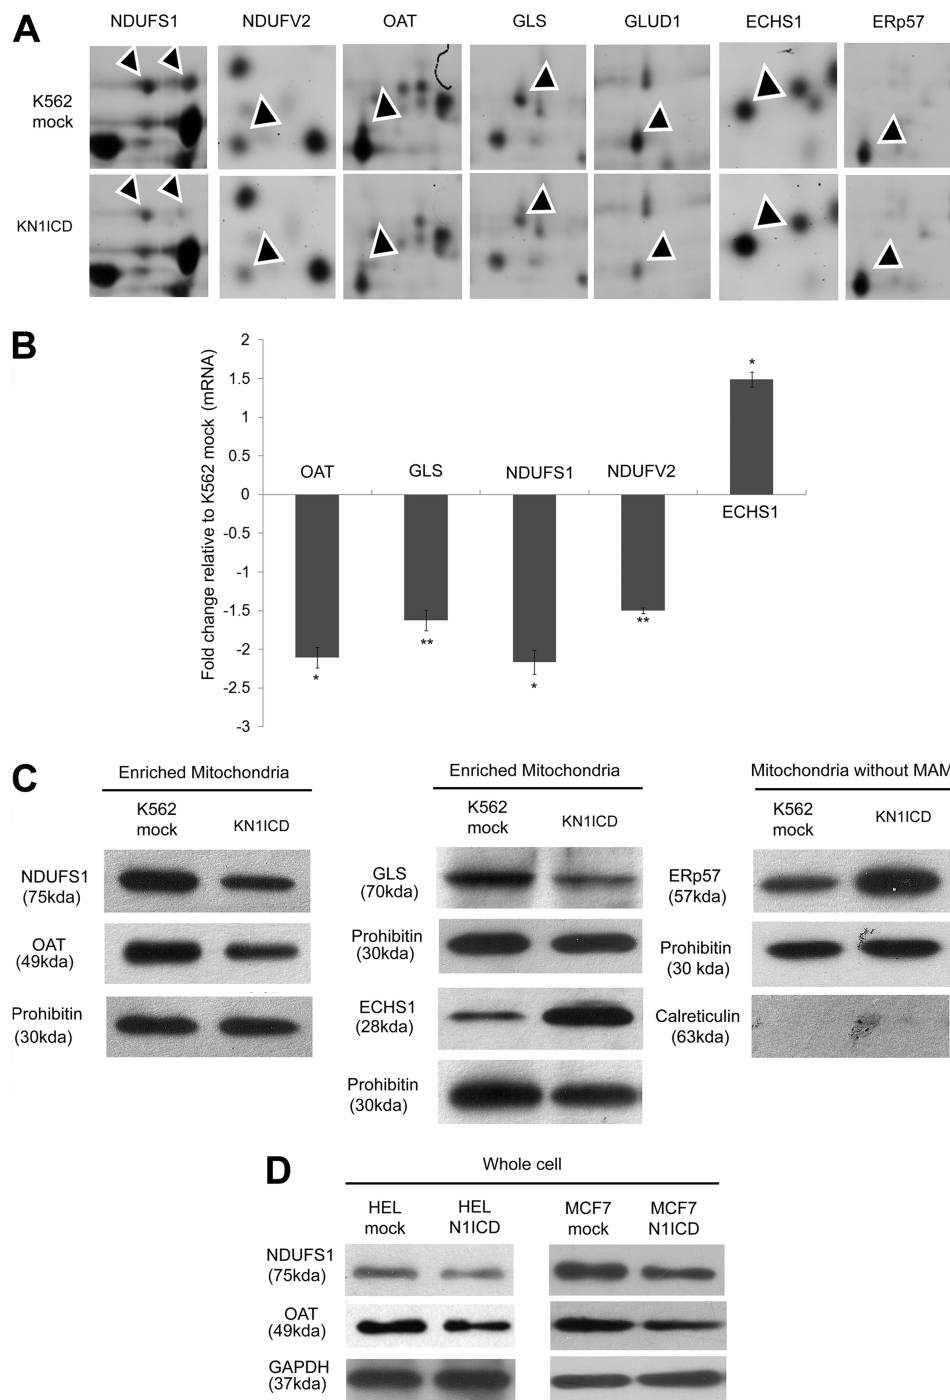 A
NDUFS1 NDUFV2 OAT GLS GLUD1 ECHS1 ERp57
K562
mock
KN1ICD
B
Fold change relative to K562 mock (mRNA)
2
1.5
1
0.5
0
-0.5
-1
-1.5
-2
-2.5
-3
OAT GLS NDUFS1 NDUFV2
ECHS1
* ** * ** *
C
Enriched Mitochondria
K562
mock KN1ICD
NDUFS1
(75kda)
OAT
(49kda)
Prohibitin
(30kda)
Enriched Mitochondria
K562
mock KN1ICD
GLS
(70kda)
Prohibitin
(30kda)
ECHS1
(28kda)
Prohibitin
(30kda)
Mitochondria without MAM
K562
mock KN1ICD
ERp57
(57kda)
Prohibitin
(30 kda)
Calreticulin
(63kda)
D
Whole cell
HEL HEL MCF7 MCF7
mock N1ICD mock N1ICD
NDUFS1
(75kda)
OAT
(49kda)
GAPDH
(37kda)